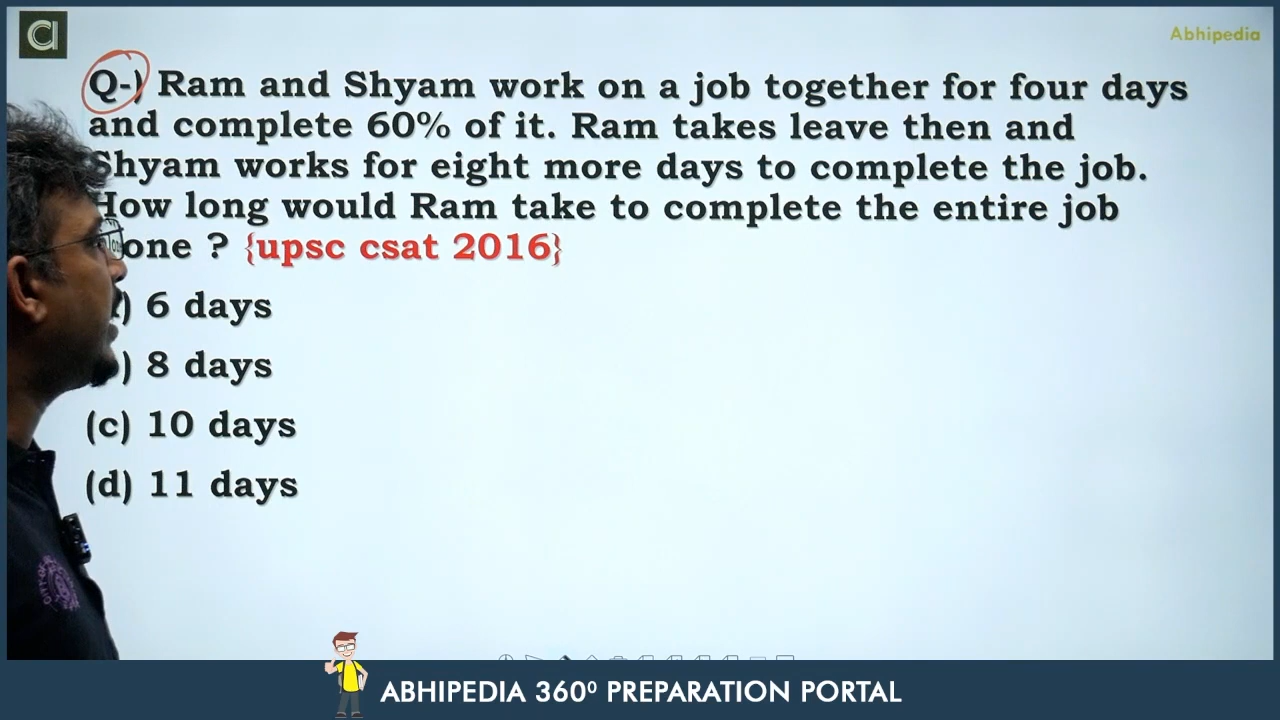 Abhipedia
Q-) Ram and Shyam work on a job together for four days
and complete 60% of it. Ram takes leave then and
Shyam works for eight more days to complete the job.
How long would Ram take to complete the entire job
one ? {upsc csat 2016}
) 6 days
) 8 days
(c) 10 days
(d) 11 days
ABHIPEDIA 360⁰ PREPARATION PORTAL